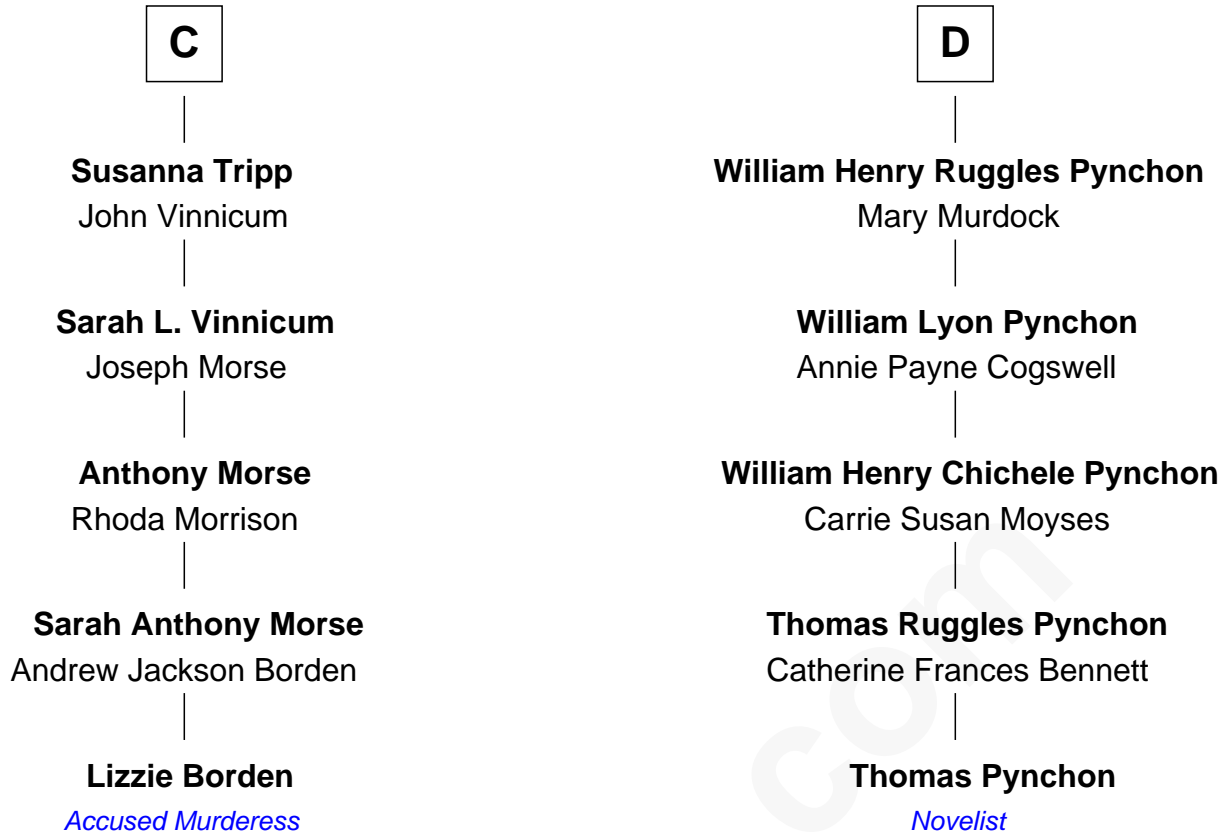 C
Susanna Tripp
John Vinnicum
Sarah L. Vinnicum
Joseph Morse
Anthony Morse
Rhoda Morrison
Sarah Anthony Morse
Andrew Jackson Borden
Lizzie Borden
Accused Murderess
D
William Henry Ruggles Pynchon
Mary Murdock
William Lyon Pynchon
Annie Payne Cogswell
William Henry Chichele Pynchon
Carrie Susan Moyses
Thomas Ruggles Pynchon
Catherine Frances Bennett
Thomas Pynchon
Novelist
com